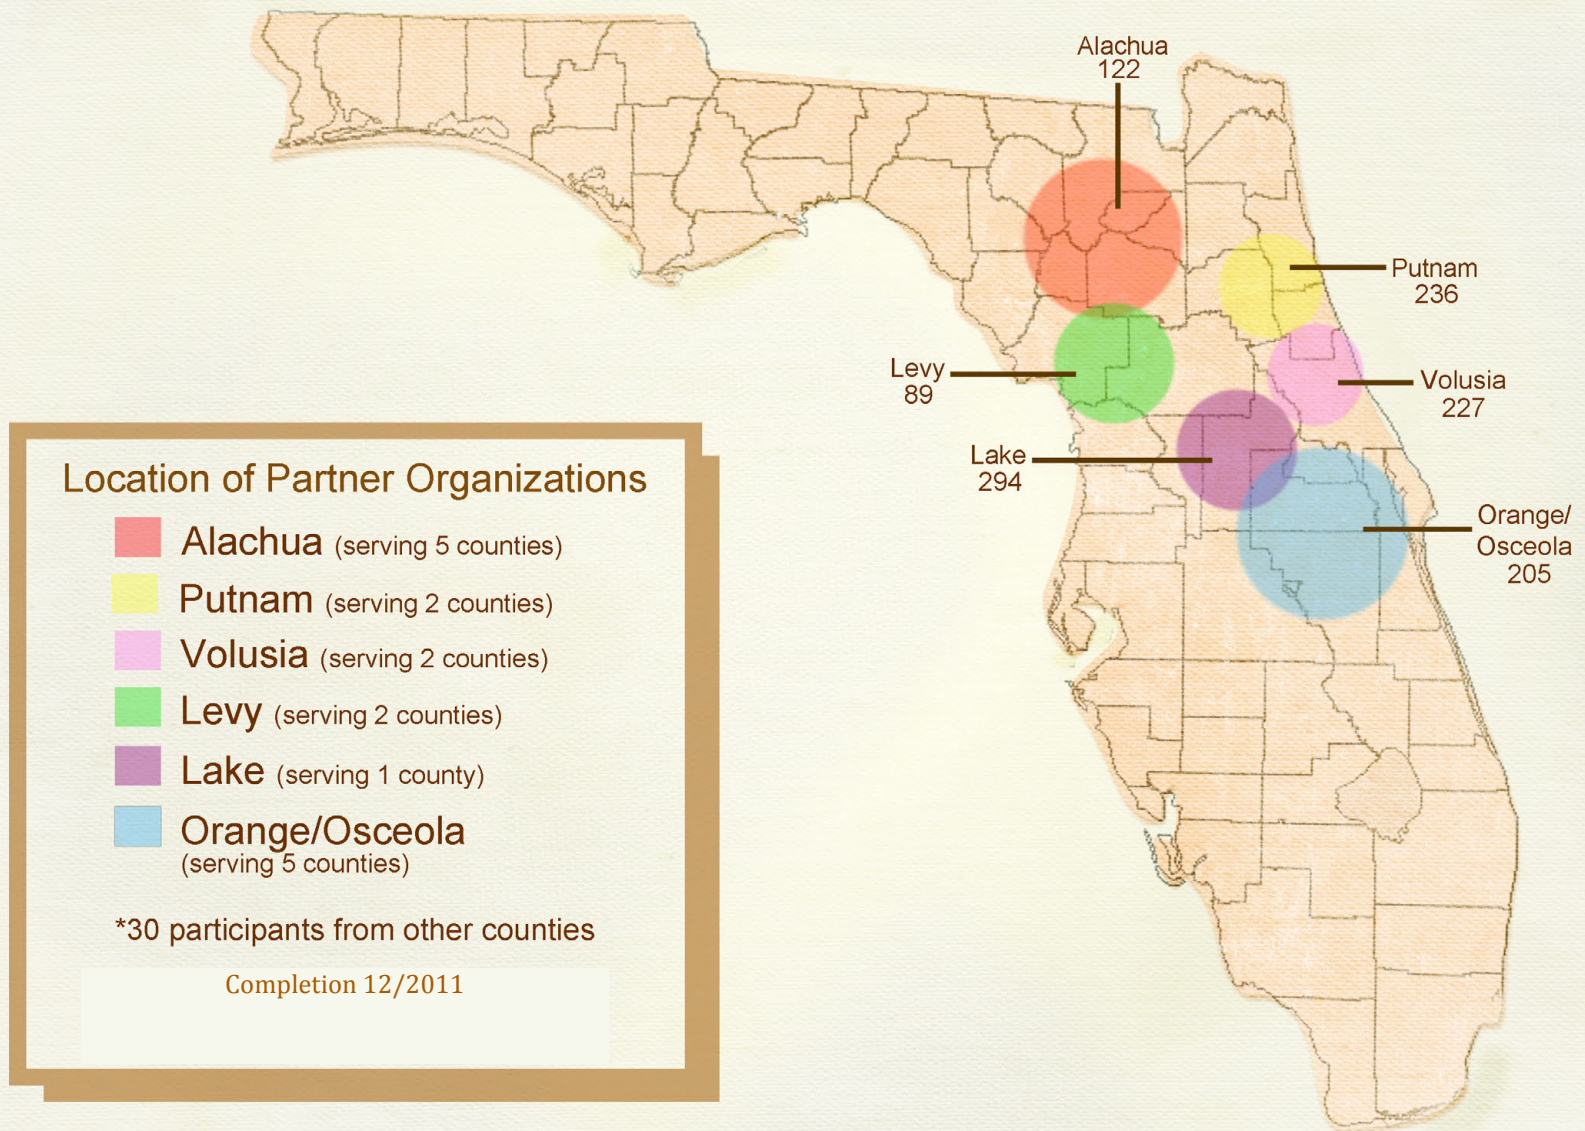 Alachua
122
Putnam
236
Levy
89
Volusia
227
Lake
294
Orange/
Osceola
205
Location of Partner Organizations
Alachua (serving 5 counties)
Putnam (serving 2 counties)
Volusia (serving 2 counties)
Levy (serving 2 counties)
Lake (serving 1 county)
Orange/Osceola
(serving 5 counties)
*30 participants from other counties
Completion 12/2011